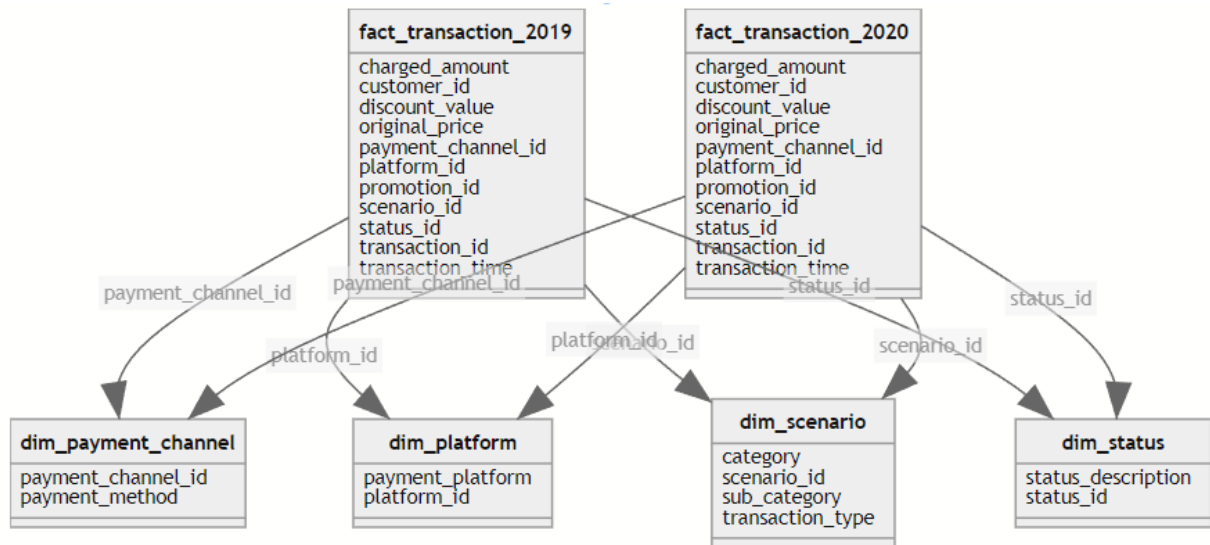 fact_transaction_2019
charged_amount
customer_id
discount_value
original_price
payment_channel_id
platform_id
promotion_id
scenario_id
status_id
transaction_id
transaction_time
fact_transaction_2020
charged_amount
customer_id
discount_value
original_price
payment_channel_id
platform_id
promotion_id
scenario_id
status_id
transaction_id
transaction_time
payment_channel_id
payment_channel_id
status_id
status_id
platform_id
platform_id
scenario_id
scenario_id
dim_payment_channel
payment_channel_id
payment_method
dim_platform
payment_platform
platform_id
dim_scenario
category
scenario_id
sub_category
transaction_type
dim_status
status_description
status_id